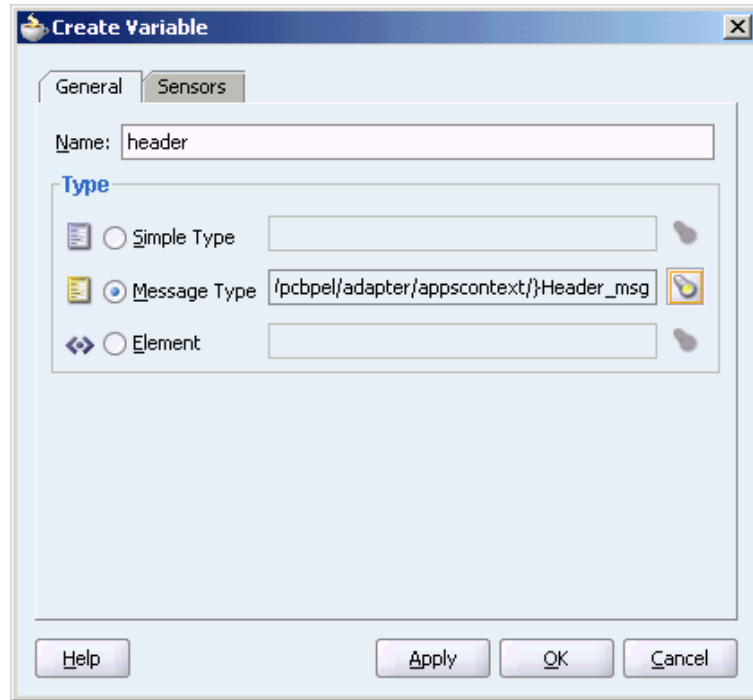 Create Variable
General Sensors
Name: header
Type
Simple Type
Message Type /pcbpel/adapter/appscontext/}Header_msg
Element
Help Apply OK Cancel